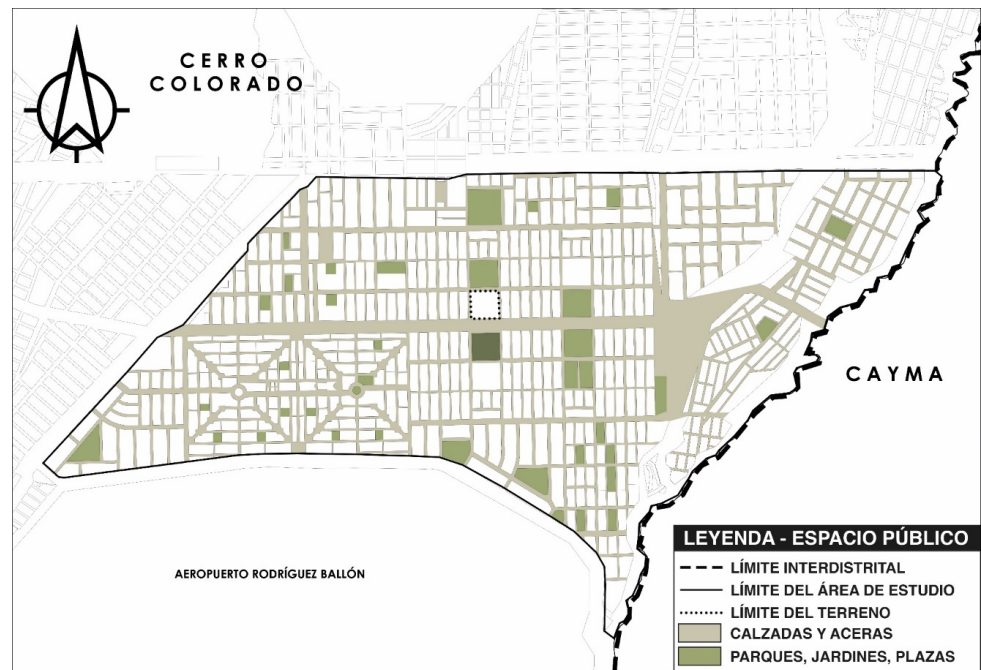 CERRO
COLORADO
CAYMA
AEROPUERTO RODRÍGUEZ BALLÓN
LEYENDA - ESPACIO PÚBLICO
LÍMITE INTERDISTRITAL
LÍMITE DEL ÁREA DE ESTUDIO
LÍMITE DEL TERRENO
CALZADAS Y ACERAS
PARQUES, JARDINES, PLAZAS